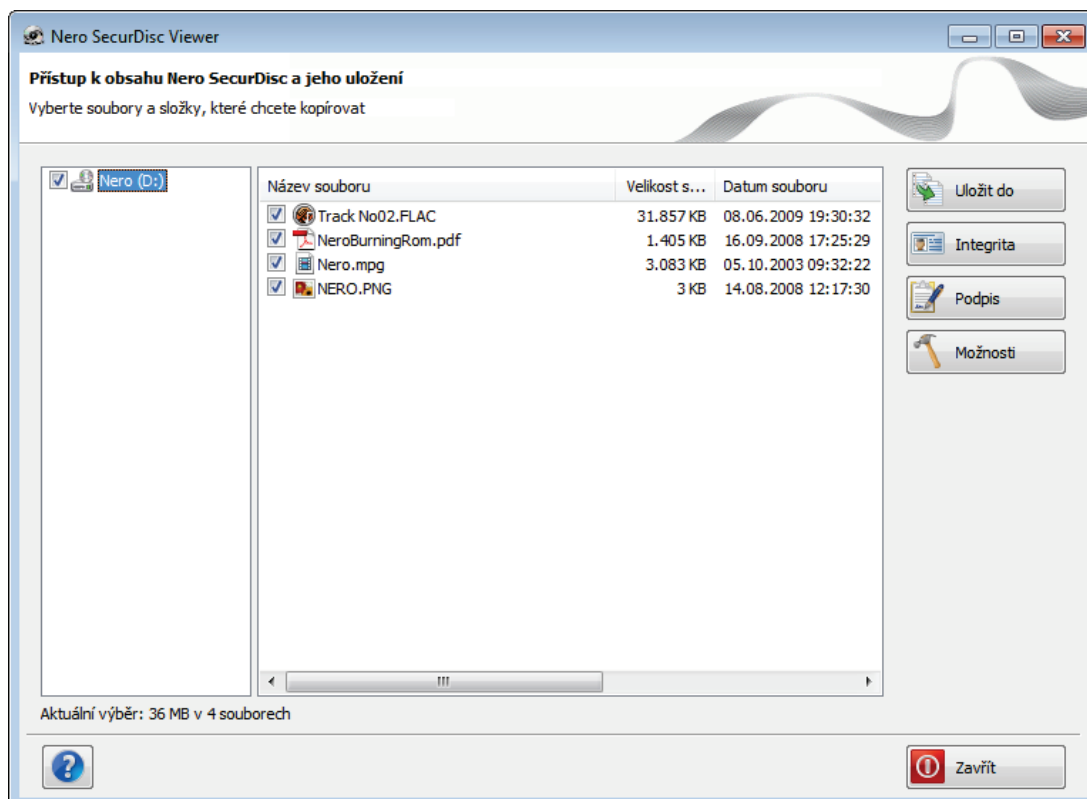 Nero SecurDisc Viewer
Přístup k obsahu Nero SecurDisc a jeho uložení
Vyberte soubory a složky, které chcete kopírovat
Nero (D:)
Název souboru Velikost s... Datum souboru
Track No02.FLAC 31.857 KB 08.06.2009 19:30:32
NeroBurningRom.pdf 1.405 KB 16.09.2008 17:25:29
Nero.mpg 3.083 KB 05.10.2003 09:32:22
NERO.PNG 3 KB 14.08.2008 12:17:30
Uložit do
Integrita
Podpis
Možnosti
Aktuální výběr: 36 MB v 4 souborech
Zavřít